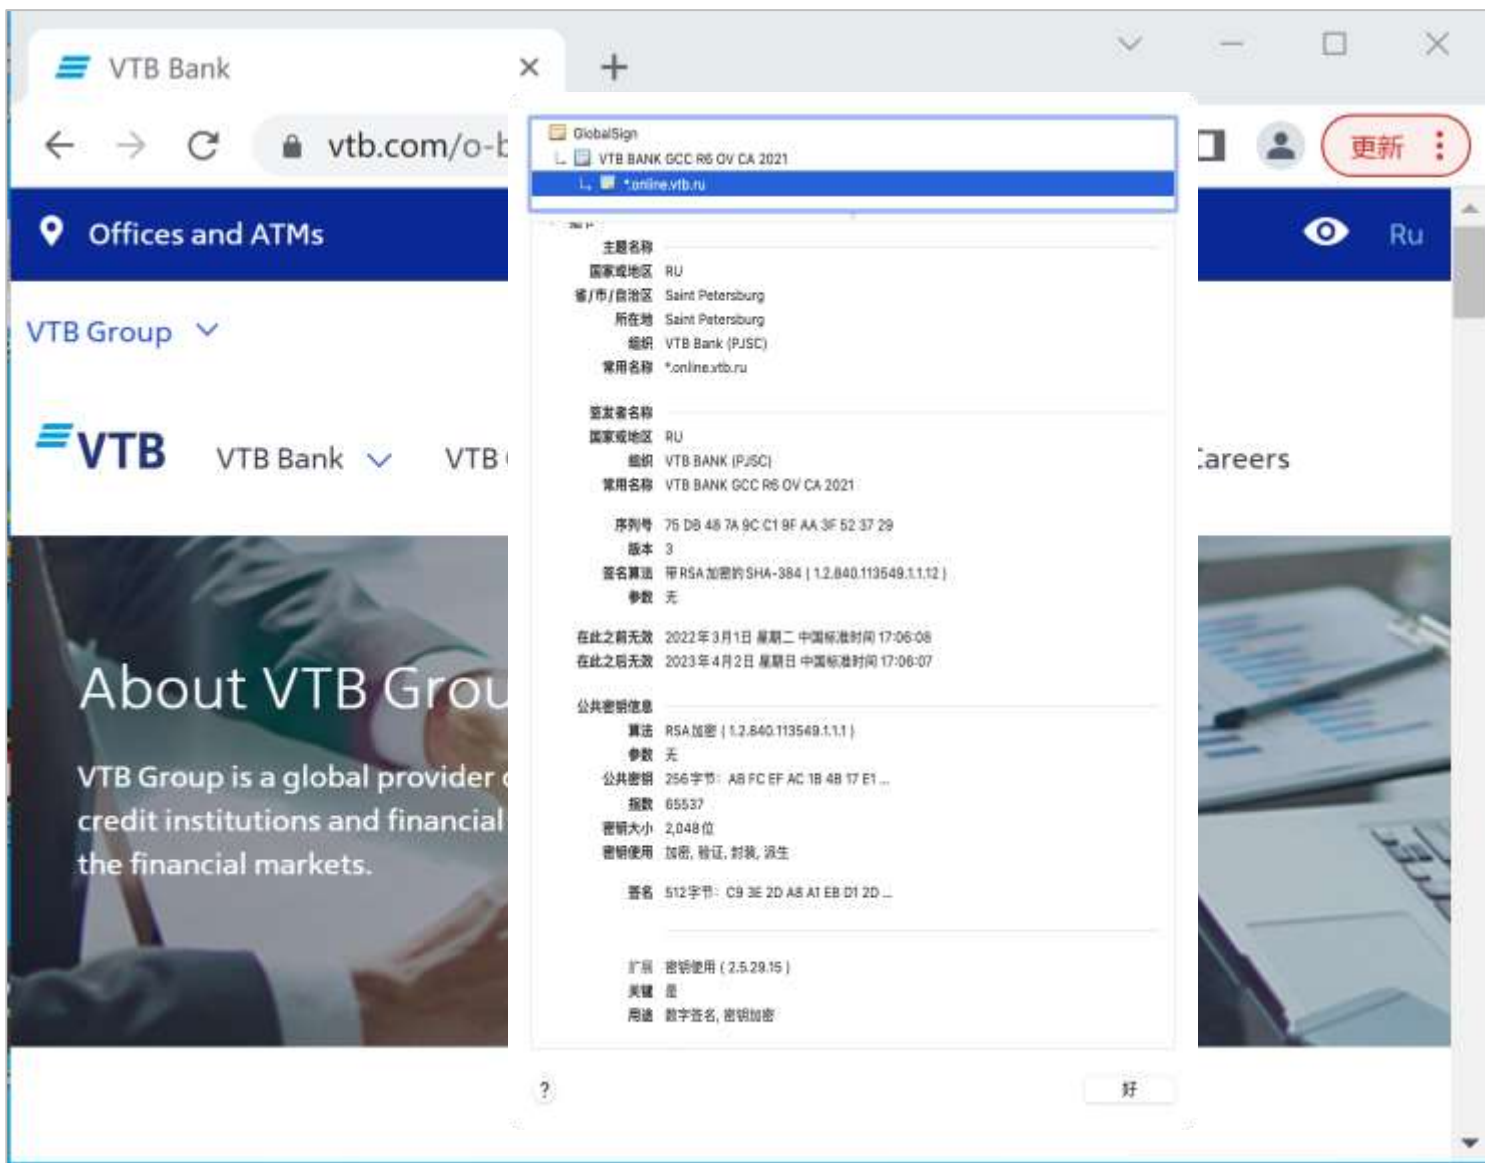 VTB Bank
vtb.com/o-b
更新
Offices and ATMs
Ru
VTB Group
VTB
VTB Bank
VTB
Careers
About VTB Grou
VTB Group is a global provider
credit institutions and financial
the financial markets.
GlobalSign
VTB BANK GCC R6 OV CA 2021
*.online.vtb.ru
主题名称
国家或地区 RU
省/市/自治区 Saint Petersburg
所在地 Saint Petersburg
组织 VTB Bank (PJSC)
常用名称 *.online.vtb.ru
签发者名称
国家或地区 RU
组织 VTB BANK (PJSC)
常用名称 VTB BANK GCC R6 OV CA 2021
序列号 75 DB 48 7A 9C C1 9F AA 3F 52 37 29
版本 3
签名算法 带 RSA 加密的 SHA-384 ( 1.2.840.113549.1.1.12 )
参数 无
在此之前无效 2022年3月1日 星期二 中国标准时间 17:06:08
在此之后无效 2023年4月2日 星期日 中国标准时间 17:06:07
公共密钥信息
算法 RSA 加密 ( 1.2.840.113549.1.1.1 )
参数 无
公共密钥 256字节: AB FC EF AC 1B 4B 17 E1 ...
指数 65537
密钥大小 2,048 位
密钥使用 加密, 验证, 封装, 派生
签名 512字节: C9 3E 2D A8 A1 EB D1 2D ...
扩展 密钥使用 ( 2.5.29.15 )
关键 是
用途 数字签名, 密钥加密
?
好